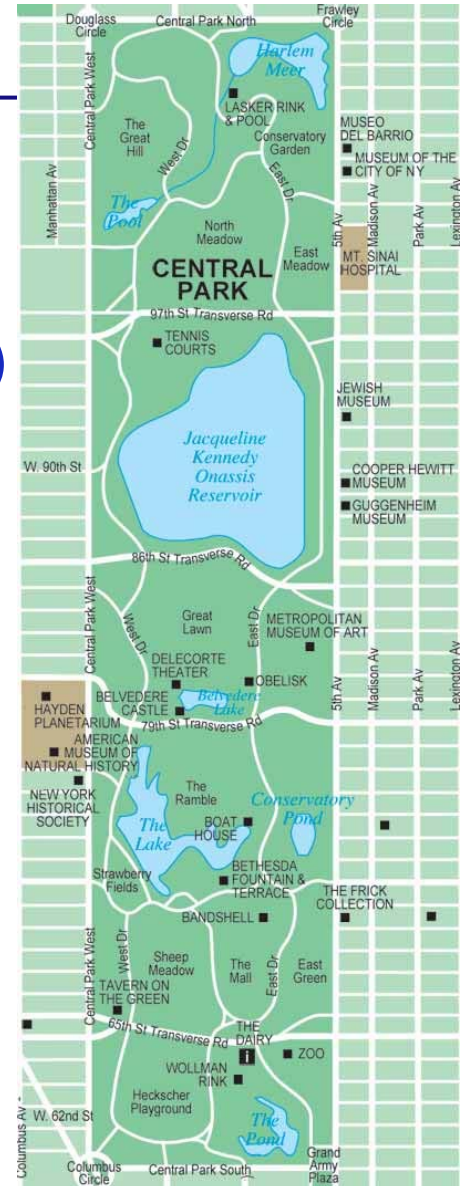 Douglass
Circle
Central Park North
Frawley
Circle
Harlem
Meer
Central Park West
LASKER RINK
& POOL
The
Great
Hill
West Dr
Conservatory
Garden
MUSEO
DEL BARRIO
MUSEUM OF THE
CITY OF NY
Manhattan Av
East Dr
The
Pool
5th Av
Madison Av
Park Av
Lexington Av
North
Meadow
East
Meadow
MT. SINAI
HOSPITAL
CENTRAL
PARK
97th St Transverse Rd
TENNIS
COURTS
JEWISH
MUSEUM
Jacqueline
Kennedy
Onassis
Reservoir
W. 90th St
COOPER HEWITT
MUSEUM
GUGGENHEIM
MUSEUM
86th St Transverse Rd
Central Park West
West Dr
Great
Lawn
East Dr
METROPOLITAN
MUSEUM OF ART
DELECORTE
THEATER
OBELISK
5th Av
Madison Av
Park Av
Lexington Av
HAYDEN
PLANETARIUM
BELVEDERE
CASTLE
Belvedere
Lake
79th St Transverse Rd
AMERICAN
MUSEUM OF
NATURAL HISTORY
NEW YORK
HISTORICAL
SOCIETY
The
Ramble
Conservatory
Pond
The
Lake
BOAT
HOUSE
Strawberry
Fields
BETHESDA
FOUNTAIN &
TERRACE
THE FRICK
COLLECTION
BANDSHELL
Central Park West
West Dr
Sheep
Meadow
The
Mall
East Dr
East
Green
TAVERN ON
THE GREEN
65th St Transverse Rd
THE
DAIRY
i
ZOO
WOLLMAN
RINK
Heckscher
Playground
W. 62nd St
Columbus Av
The
Pond
Columbus
Circle
Central Park South
Grand
Army
Plaza